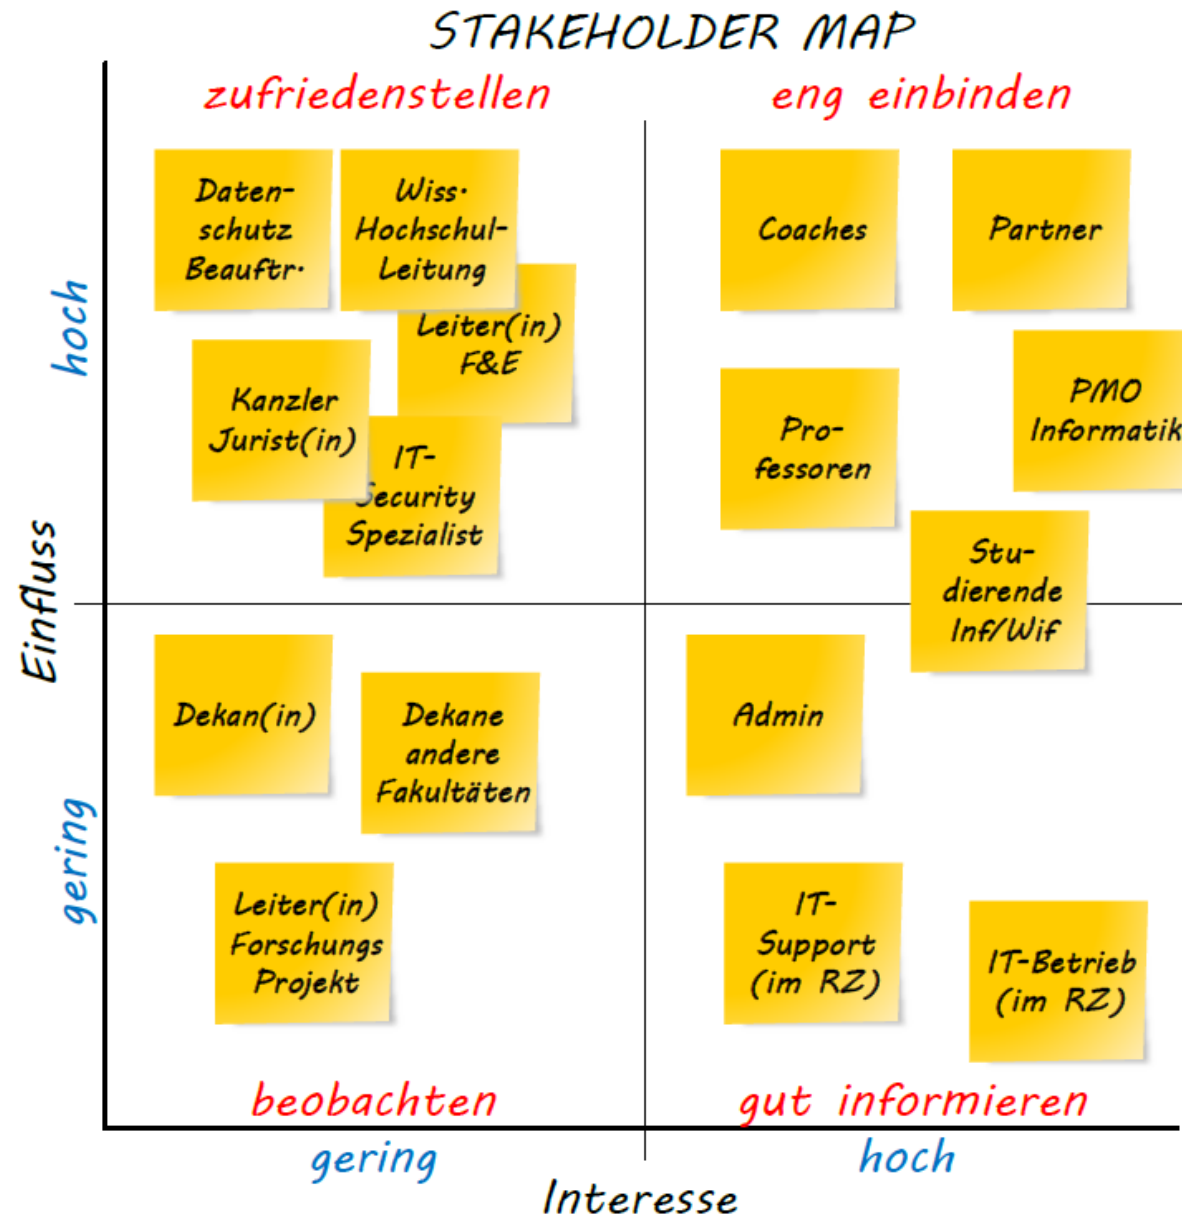 STAKEHOLDER MAP
zufriedenstellen
eng einbinden
Daten-
schutz
Beauftr.
Wiss.
Hochschul-
Leitung
Leiter(in)
F&E
Kanzler
Jurist(in)
IT-
Security
Spezialist
Coaches
Partner
Pro-
fessoren
PMO
Informatik
Stu-
dierende
Inf/Wif
hoch
Einfluss
gering
Dekan(in)
Dekane
andere
Fakultäten
Leiter(in)
Forschungs
Projekt
Admin
IT-
Support
(im RZ)
IT-Betrieb
(im RZ)
beobachten
gut informieren
gering
hoch
Interesse